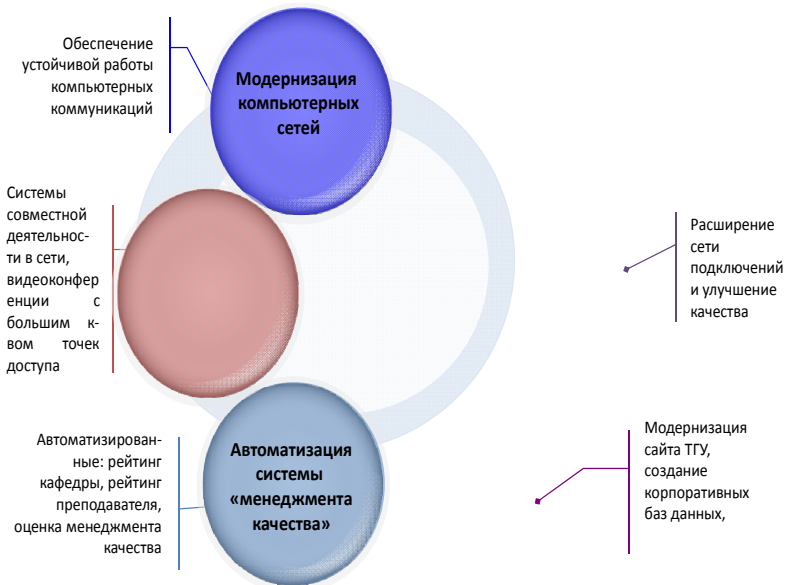 Обеспечение
устойчивой работы
компьютерных
коммуникаций
Модернизация
компьютерных
сетей
Системы
совместной
деятельнос-
ти в сети,
видеоконфер
енции с
большим к-
вом точек
доступа
Расширение
сети
подключений
и улучшение
качества
Автоматизирован-
ные: рейтинг
кафедры, рейтинг
преподавателя,
оценка менеджмента
качества
Автоматизация
системы
«менеджмента
качества»
Модернизация
сайта ТГУ,
создание
корпоративных
баз данных,